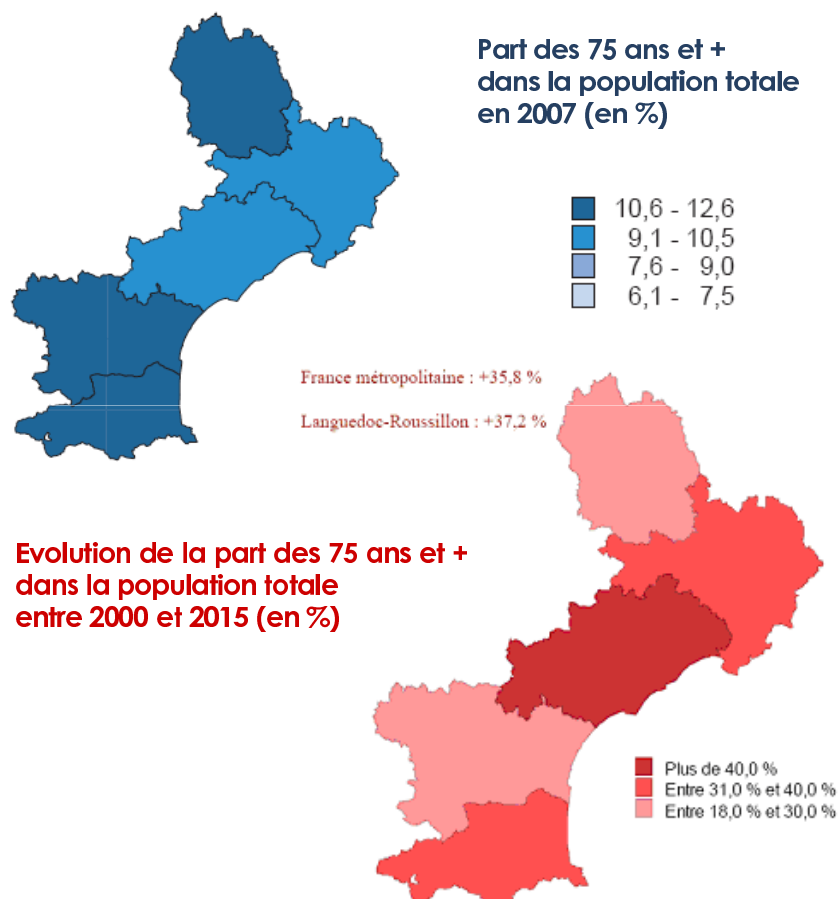 Part des 75 ans et +
dans la population totale
en 2007 (en %)
10,6 - 12,6
9,1 - 10,5
7,6 - 9,0
6,1 - 7,5
France métropolitaine : +35,8 %
Languedoc-Roussillon : +37,2 %
Evolution de la part des 75 ans et +
dans la population totale
entre 2000 et 2015 (en %)
Plus de 40,0 %
Entre 31,0 % et 40,0 %
Entre 18,0 % et 30,0 %